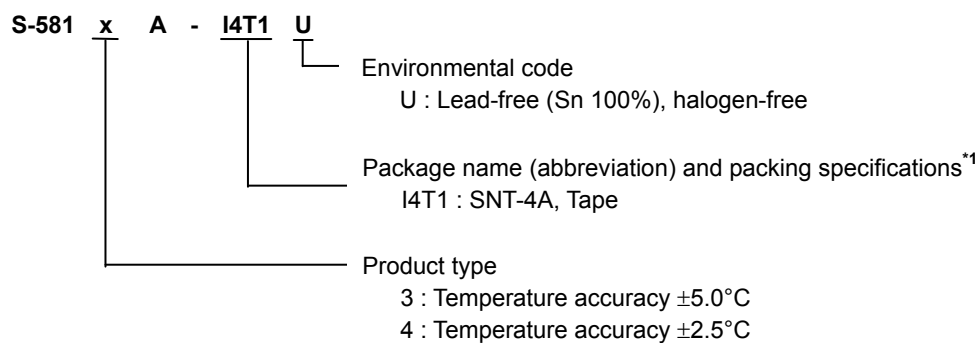 S-581 x A - I4T1 U
Environmental code
U : Lead-free (Sn 100%), halogen-free
Package name (abbreviation) and packing specifications*1
I4T1 : SNT-4A, Tape
Product type
3 : Temperature accuracy ±5.0°C
4 : Temperature accuracy ±2.5°C